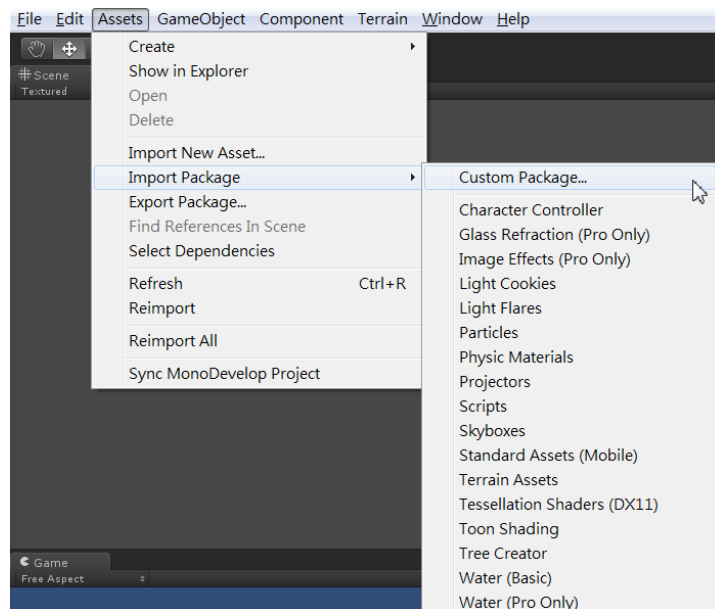 File Edit Assets GameObject Component Terrain Window Help
Scene
Textured
Create
Show in Explorer
Open
Delete
Import New Asset...
Import Package
Export Package...
Find References In Scene
Select Dependencies
Refresh Ctrl+R
Reimport
Reimport All
Sync MonoDevelop Project
Custom Package...
Character Controller
Glass Refraction (Pro Only)
Image Effects (Pro Only)
Light Cookies
Light Flares
Particles
Physic Materials
Projectors
Scripts
Skyboxes
Standard Assets (Mobile)
Terrain Assets
Tessellation Shaders (DX11)
Toon Shading
Tree Creator
Water (Basic)
Water (Pro Only)
Game
Free Aspect